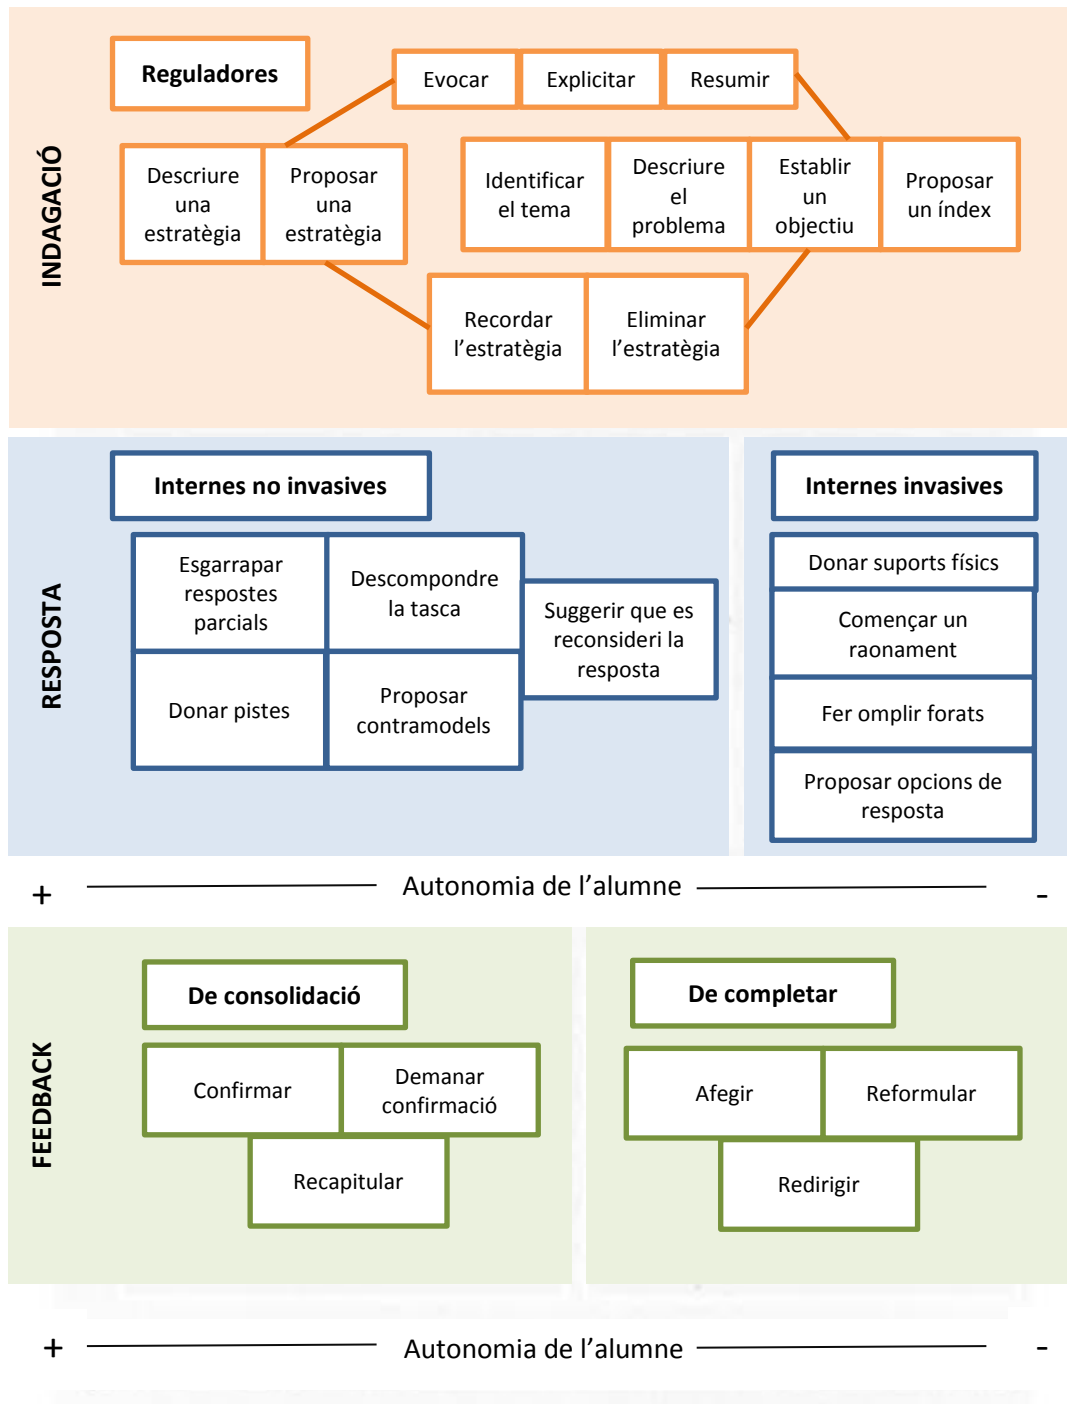 INDAGACIÓ
Reguladores
Evocar
Explicitar
Resumir
Descriure
una
estratègia
Proposar
una
estratègia
Identificar
el tema
Descriure
el
problema
Establir
un
objectiu
Proposar
un índex
Recordar
l’estratègia
Eliminar
l’estratègia
RESPOSTA
Internes no invasives
Esgarrapar
respostes
parcials
Descompondre
la tasca
Donar pistes
Proposar
contramodels
Suggerir que es
reconsideri la
resposta
Internes invasives
Donar suports físics
Començar un
raonament
Fer omplir forats
Proposar opcions de
resposta
+ Autonomia de l’alumne -
FEEDBACK
De consolidació
Confirmar
Demanar
confirmació
Recapitular
De completar
Afegir
Reformular
Redirigir
+ Autonomia de l’alumne -